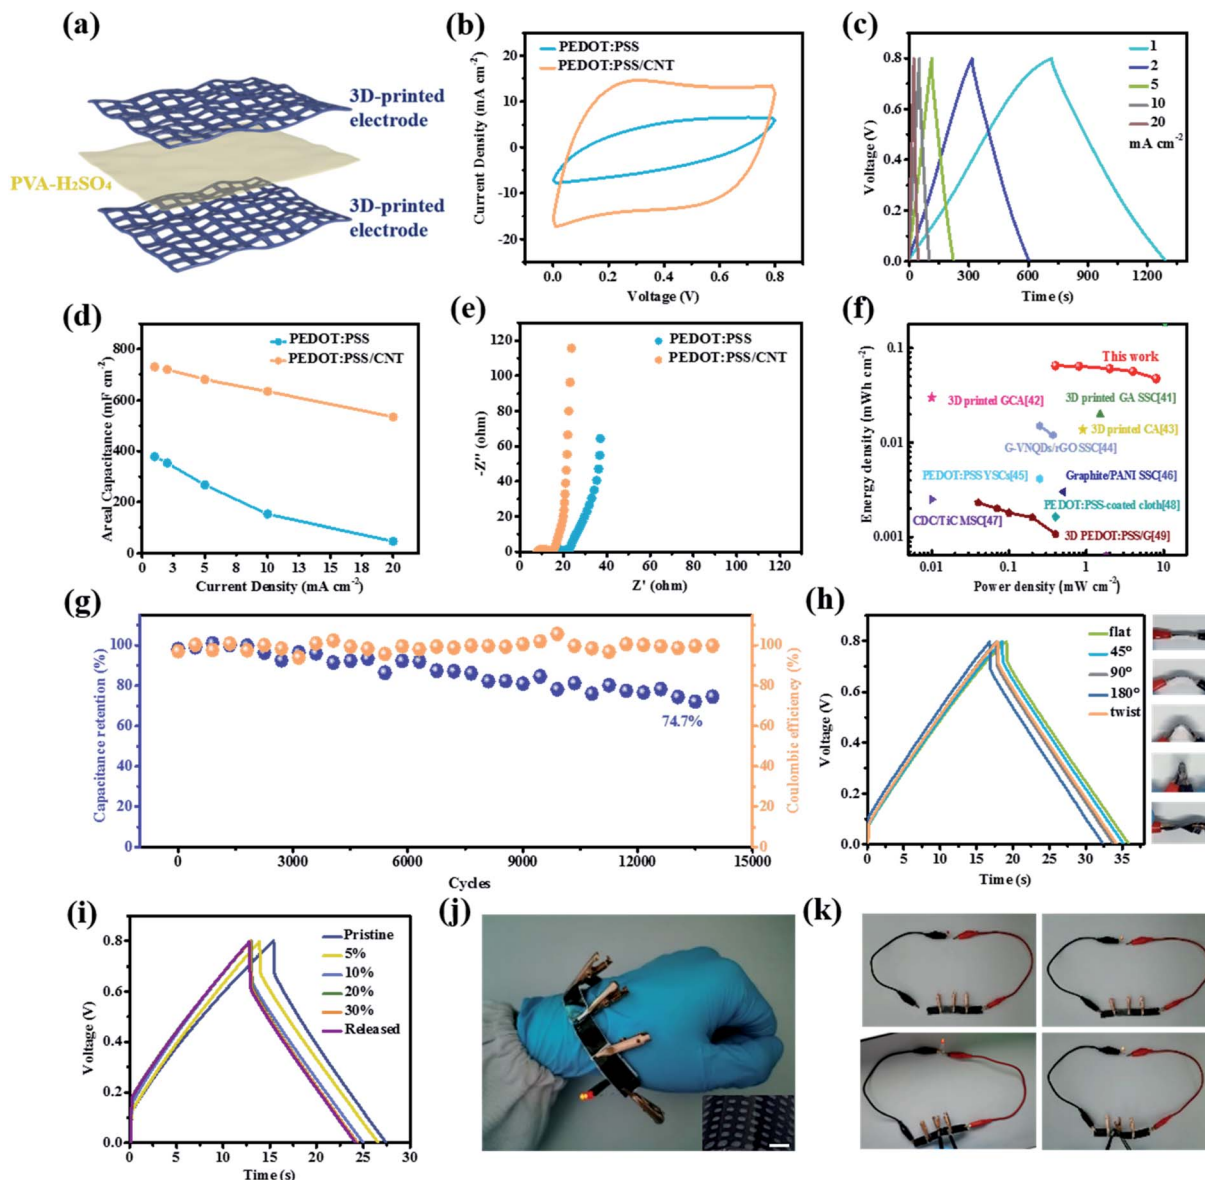 (a)
3D-printed
electrode
PVA-H₂SO₄
3D-printed
electrode
(b)
PEDOT:PSS
PEDOT:PSS/CNT
Current Density (mA cm⁻²)
20
15
10
5
0
-5
-10
-15
-20
0.0 0.2 0.4 0.6 0.8 1.0
Voltage (V)
(c)
1
2
5
10
20
mA cm⁻²
Voltage (V)
0.8
0.6
0.4
0.2
0.0
0 300 600 900 1200
Time (s)
(d)
PEDOT:PSS
PEDOT:PSS/CNT
Areal Capacitance (mF cm⁻²)
800
600
400
200
0
0 3 5 8 10 13 15 18 20
Current Density (mA cm⁻²)
(e)
PEDOT:PSS
PEDOT:PSS/CNT
-Z'' (ohm)
120
100
80
60
40
20
0
0 20 40 60 80 100 120
Z' (ohm)
(f)
This work
3D printed GCA[42]
3D printed GA SSC[41]
3D printed CA[43]
G-VNQDs/rGO SSC[44]
PEDOT:PSS YSCs[45]
Graphite/PANI SSC[46]
PEDOT:PSS-coated cloth[48]
CDC/TiC MSC[47]
3D PEDOT:PSS/G[49]
Energy density (mWh cm⁻²)
0.1
0.01
0.001
0.01 0.1 1 10
Power density (mW cm⁻²)
(g)
Capacitance retention (%)
100
80
60
40
20
0
74.7%
Coulombic efficiency (%)
100
80
60
40
20
0
0 3000 6000 9000 12000 15000
Cycles
(h)
flat
45°
90°
180°
twist
Voltage (V)
0.8
0.6
0.4
0.2
0.0
0 5 10 15 20 25 30 35
Time (s)
(i)
Pristine
5%
10%
20%
30%
Released
Voltage (V)
0.8
0.6
0.4
0.2
0.0
0 5 10 15 20 25 30
Time (s)
(j)
(k)